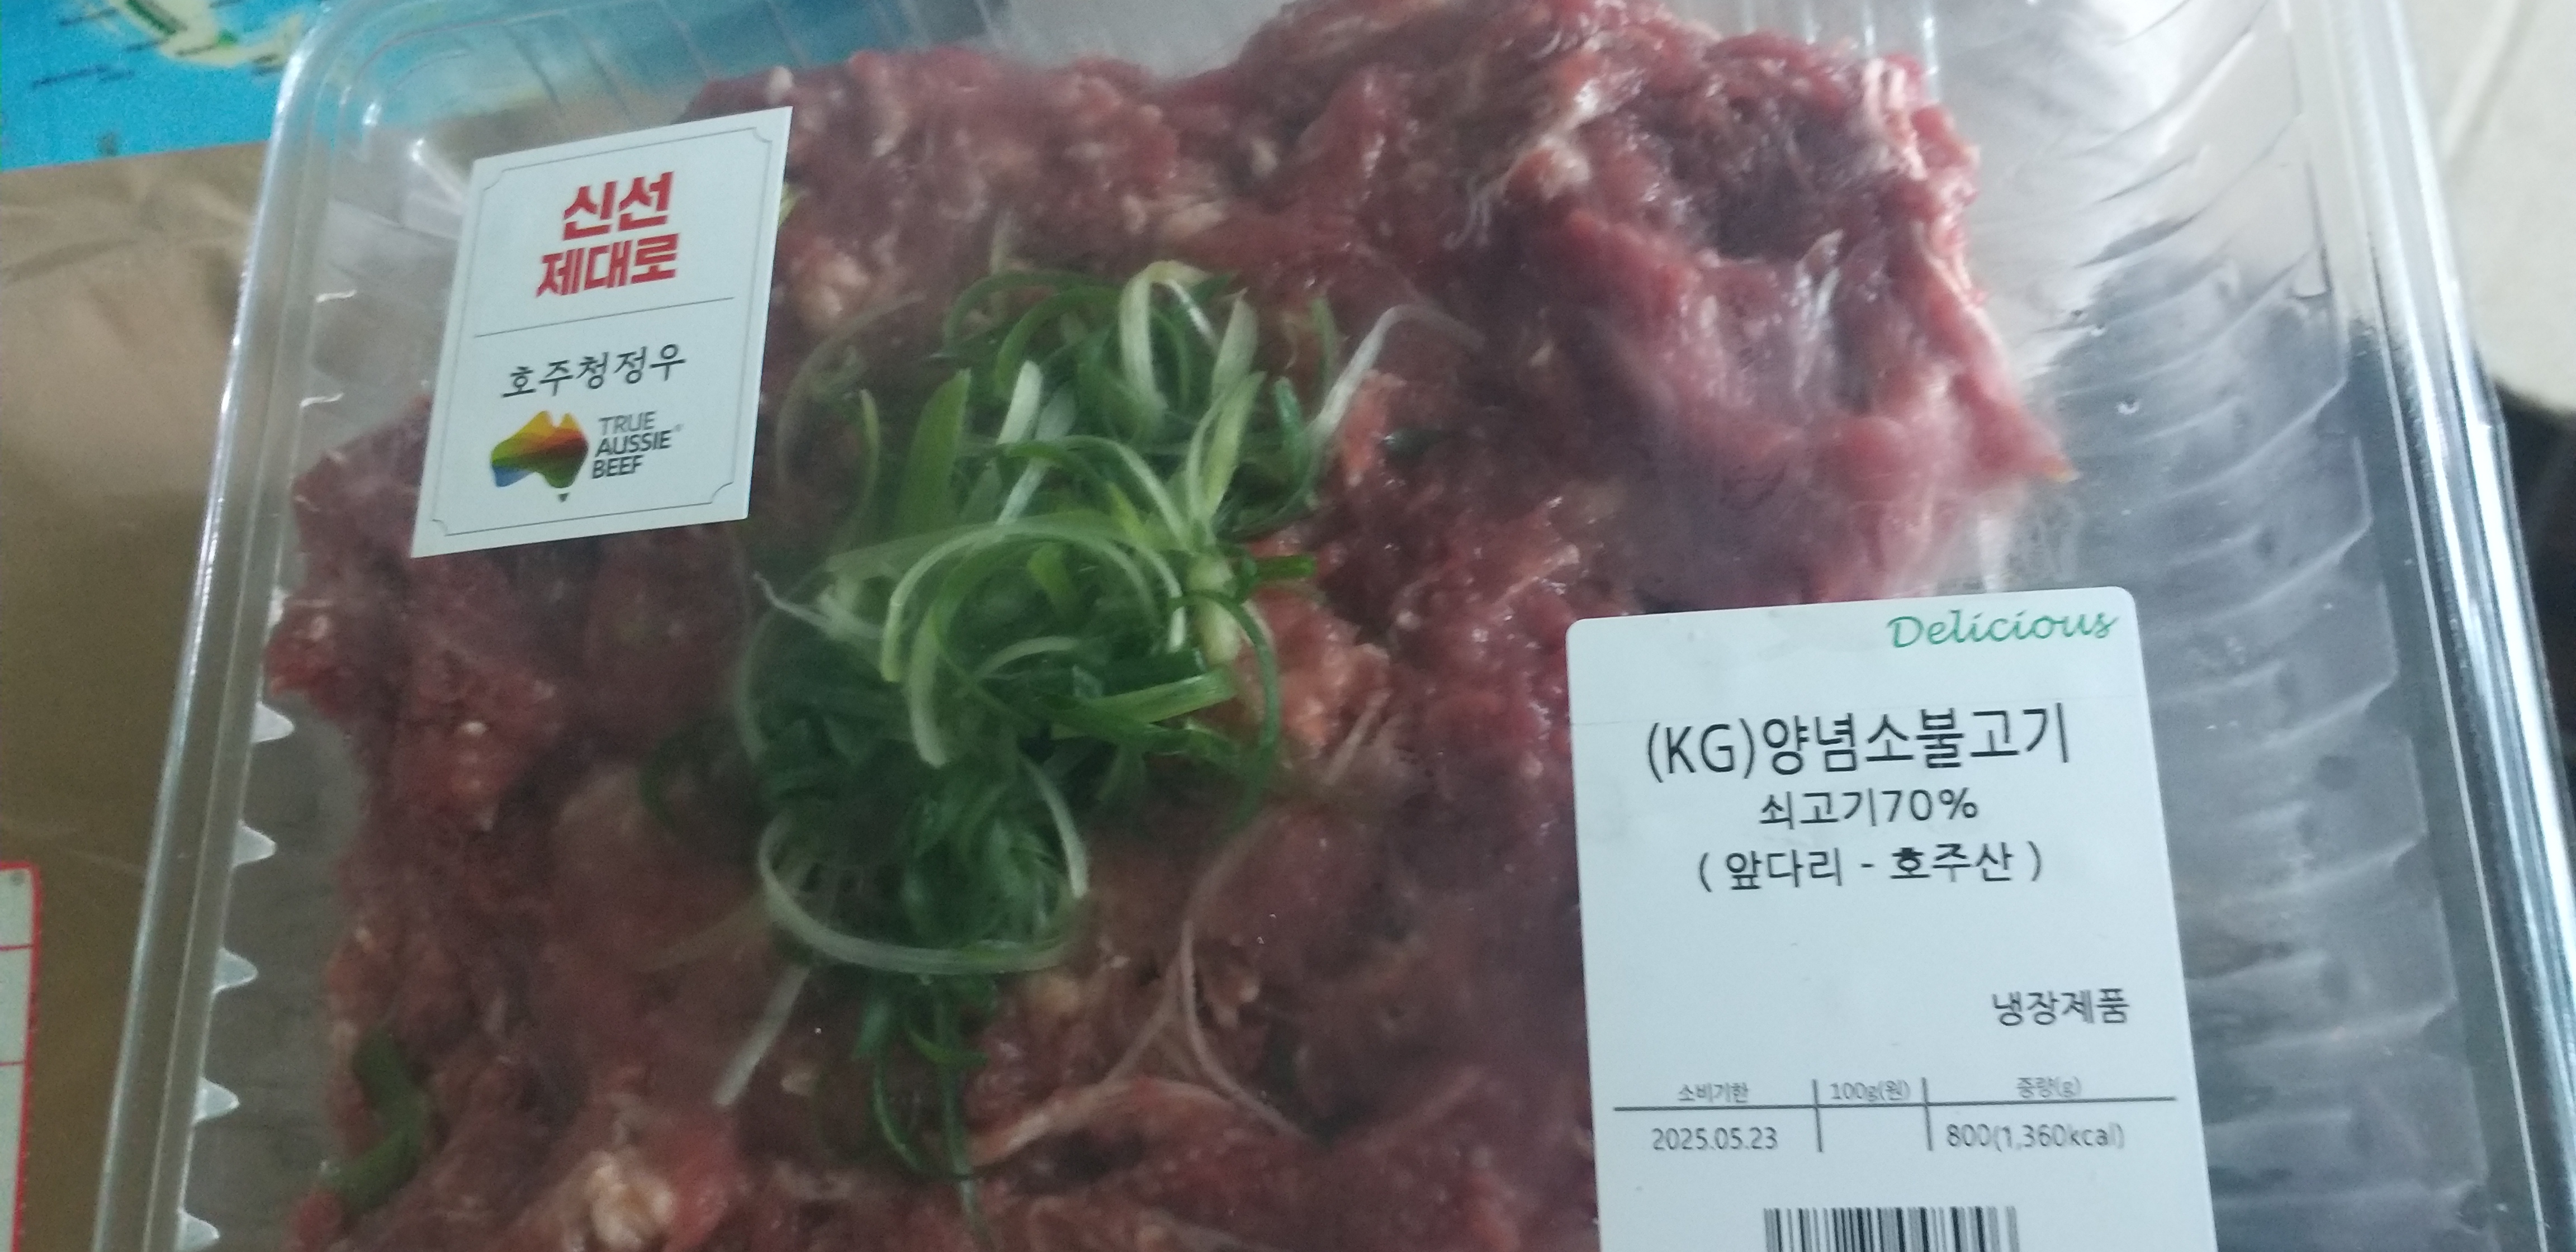 신선
제대로
호주청정우
TRUE
AUSSIE
BEEF
Delicious
(KG)양념소불고기
쇠고기70%
( 앞다리 - 호주산 )
냉장제품
소비기한 100g(원) 중량(g)
2025.05.23 800(1,360kcal)